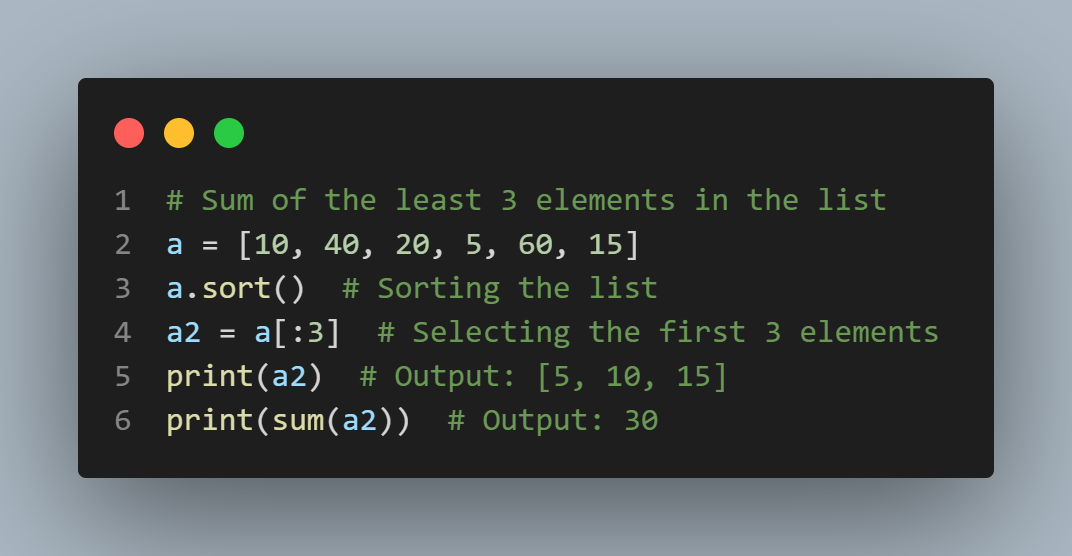 1 # Sum of the least 3 elements in the list
2 a = [10, 40, 20, 5, 60, 15]
3 a.sort()  # Sorting the list
4 a2 = a[:3]  # Selecting the first 3 elements
5 print(a2)  # Output: [5, 10, 15]
6 print(sum(a2))  # Output: 30